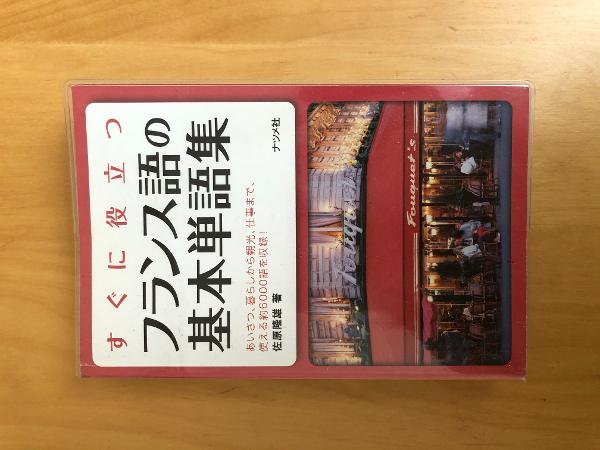 すぐに役立つ
フランス語の
基本単語集
ナツメ社
あいさつ、暮らしから観光、仕事まで、
使える約6000語を収録!
佐原隆雄 著
Fouquet's
Fouquet's